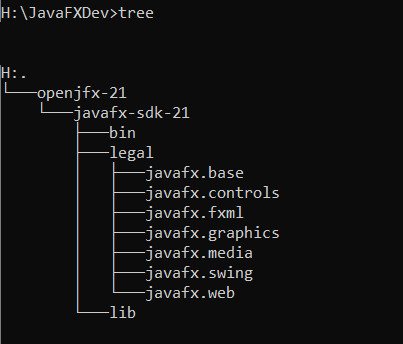 H:\JavaFXDev>tree
H:.
└───openjfx-21
    └───javafx-sdk-21
        ├───bin
        ├───legal
        │   ├───javafx.base
        │   ├───javafx.controls
        │   ├───javafx.fxml
        │   ├───javafx.graphics
        │   ├───javafx.media
        │   ├───javafx.swing
        │   └───javafx.web
        └───lib